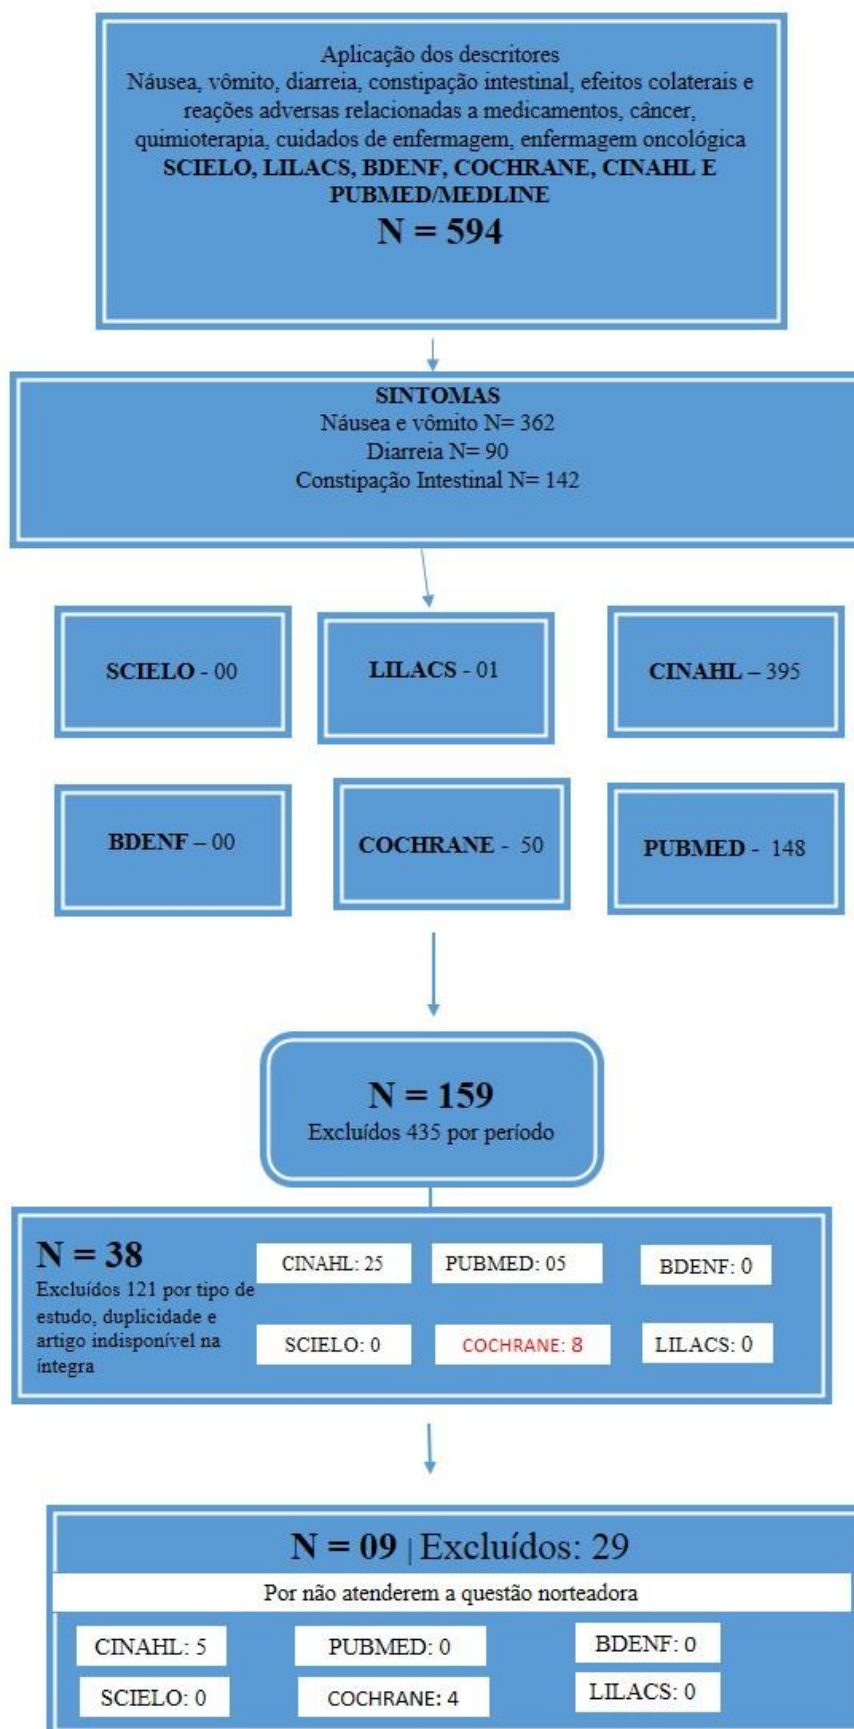 Aplicação dos descritores
Náusea, vômito, diarreia, constipação intestinal, efeitos colaterais e
reações adversas relacionadas a medicamentos, câncer,
quimioterapia, cuidados de enfermagem, enfermagem oncológica
SCIELO, LILACS, BDENF, COCHRANE, CINAHL E
PUBMED/MEDLINE
N = 594
SINTOMAS
Náusea e vômito N= 362
Diarreia N= 90
Constipação Intestinal N= 142
SCIELO - 00
LILACS - 01
CINAHL – 395
BDENF – 00
COCHRANE - 50
PUBMED - 148
N = 159
Excluídos 435 por período
N = 38
Excluídos 121 por tipo de
estudo, duplicidade e
artigo indisponível na
íntegra
CINAHL: 25
PUBMED: 05
BDENF: 0
SCIELO: 0
COCHRANE: 8
LILACS: 0
N = 09 | Excluídos: 29
Por não atenderem a questão norteadora
CINAHL: 5
PUBMED: 0
BDENF: 0
SCIELO: 0
COCHRANE: 4
LILACS: 0